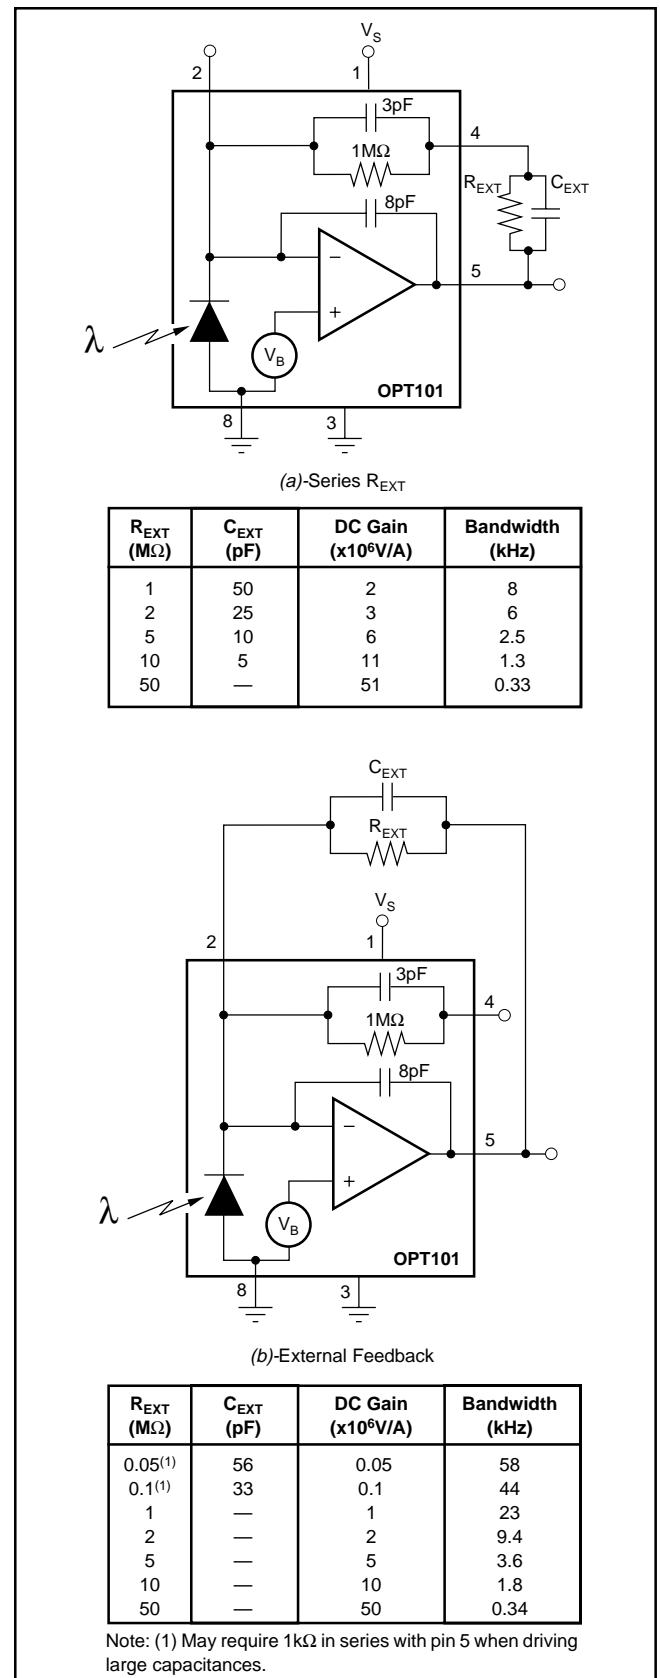 V_S
2
1
3pF
4
1MΩ
R_EXT C_EXT
8pF
5
−
+
λ
V_B
OPT101
8
3
(a)-Series R_EXT
R_EXT (MΩ) C_EXT (pF) DC Gain (x10⁶V/A) Bandwidth (kHz)
1 50 2 8
2 25 3 6
5 10 6 2.5
10 5 11 1.3
50 — 51 0.33
C_EXT
R_EXT
V_S
2
1
3pF
4
1MΩ
8pF
5
−
+
λ
V_B
OPT101
8
3
(b)-External Feedback
R_EXT (MΩ) C_EXT (pF) DC Gain (x10⁶V/A) Bandwidth (kHz)
0.05(1) 56 0.05 58
0.1(1) 33 0.1 44
1 — 1 23
2 — 2 9.4
5 — 5 3.6
10 — 10 1.8
50 — 50 0.34
Note: (1) May require 1kΩ in series with pin 5 when driving
large capacitances.